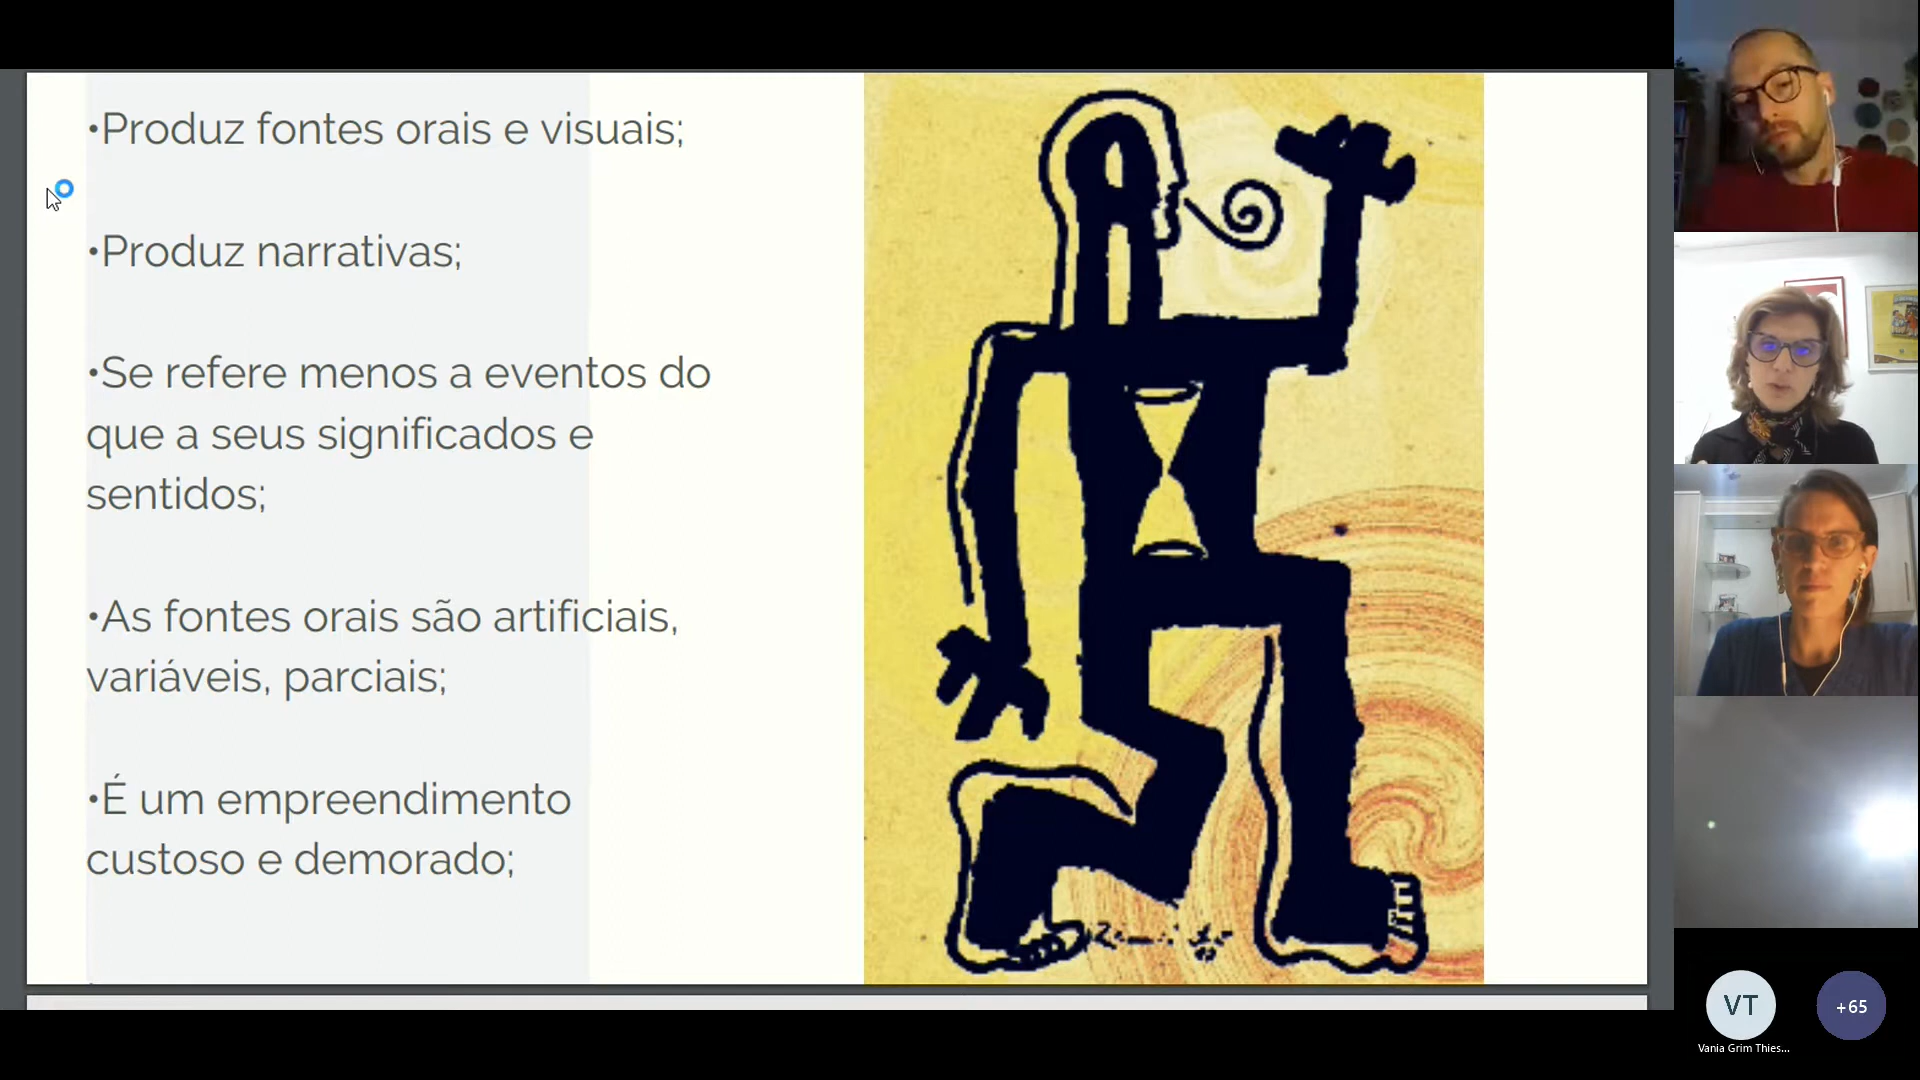 •Produz fontes orais e visuais;
•Produz narrativas;
•Se refere menos a eventos do
que a seus significados e
sentidos;
•As fontes orais são artificiais,
variáveis, parciais;
•É um empreendimento
custoso e demorado;
VT
+65
Vania Grim Thies...